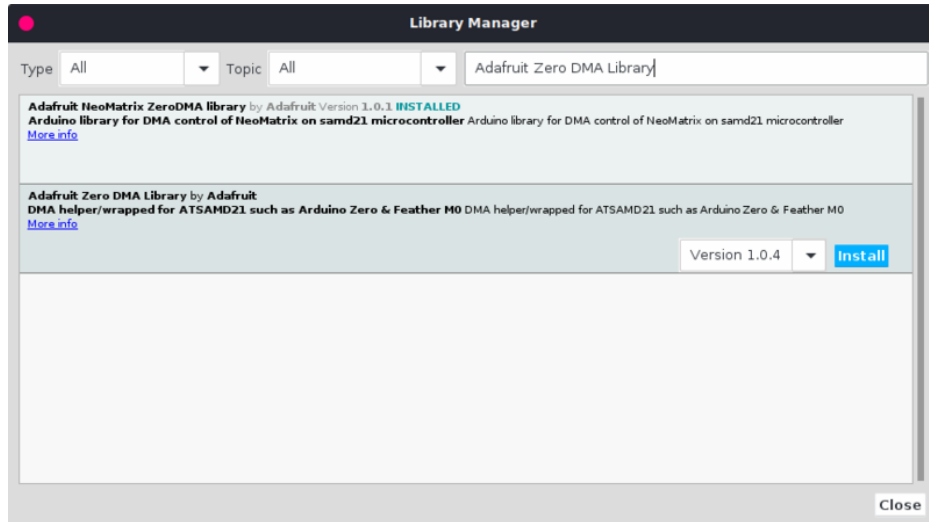 Library Manager
Type All Topic All Adafruit Zero DMA Library
Adafruit NeoMatrix ZeroDMA library by Adafruit Version 1.0.1 INSTALLED
Arduino library for DMA control of NeoMatrix on samd21 microcontroller Arduino library for DMA control of NeoMatrix on samd21 microcontroller
More info
Adafruit Zero DMA Library by Adafruit
DMA helper/wrapped for ATSAMD21 such as Arduino Zero & Feather M0 DMA helper/wrapped for ATSAMD21 such as Arduino Zero & Feather M0
More info
Version 1.0.4 Install
Close